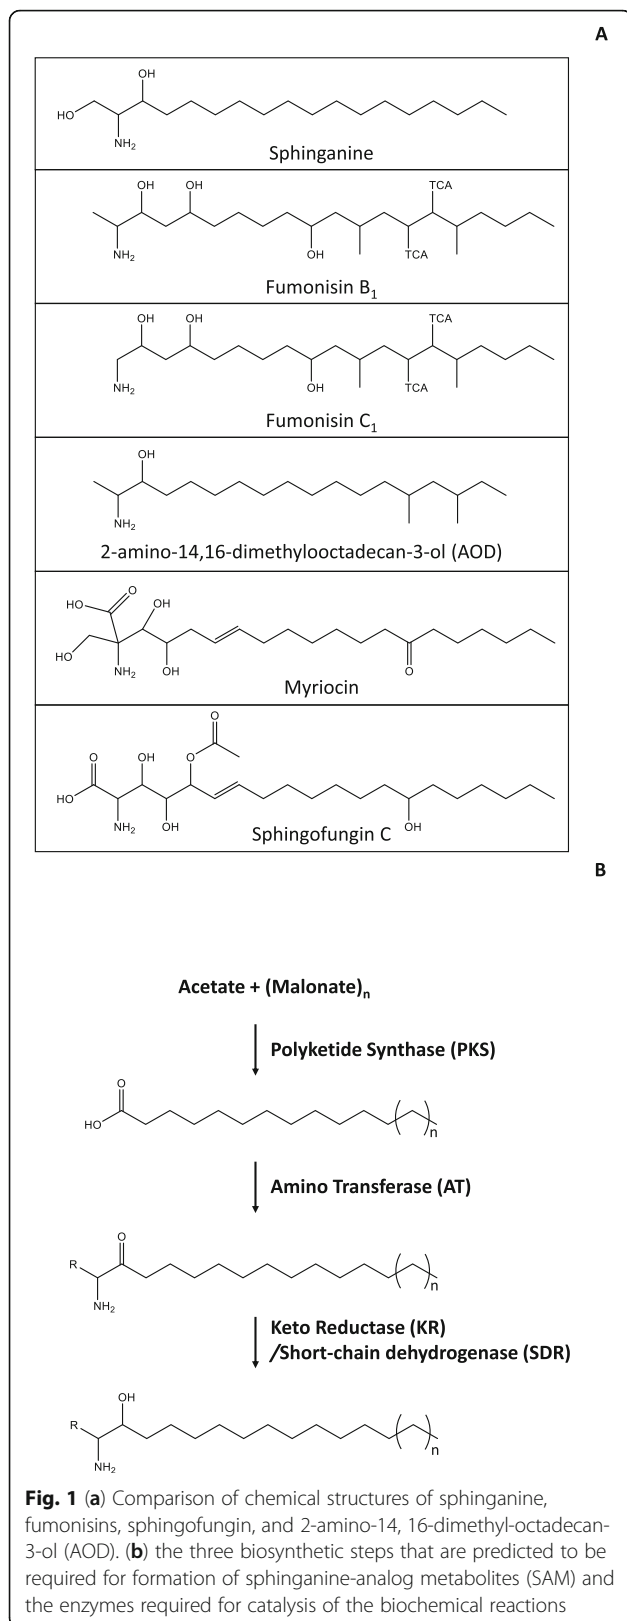 A
OH
HO
NH2
Sphinganine
OH OH TCA
NH2 OH TCA
Fumonisin B1
OH OH TCA
NH2 OH TCA
Fumonisin C1
OH
NH2
2-amino-14,16-dimethylooctadecan-3-ol (AOD)
O
HO OH
HO
NH2 OH O
Myriocin
O
O OH O
HO
NH2 OH OH
Sphingofungin C
B
Acetate + (Malonate)n
Polyketide Synthase (PKS)
O
HO
n
Amino Transferase (AT)
O
R
n
NH2
Keto Reductase (KR)
/Short-chain dehydrogenase (SDR)
OH
R
n
NH2
Fig. 1 (a) Comparison of chemical structures of sphinganine,
fumonisins, sphingofungin, and 2-amino-14, 16-dimethyl-octadecan-
3-ol (AOD). (b) the three biosynthetic steps that are predicted to be
required for formation of sphinganine-analog metabolites (SAM) and
the enzymes required for catalysis of the biochemical reactions